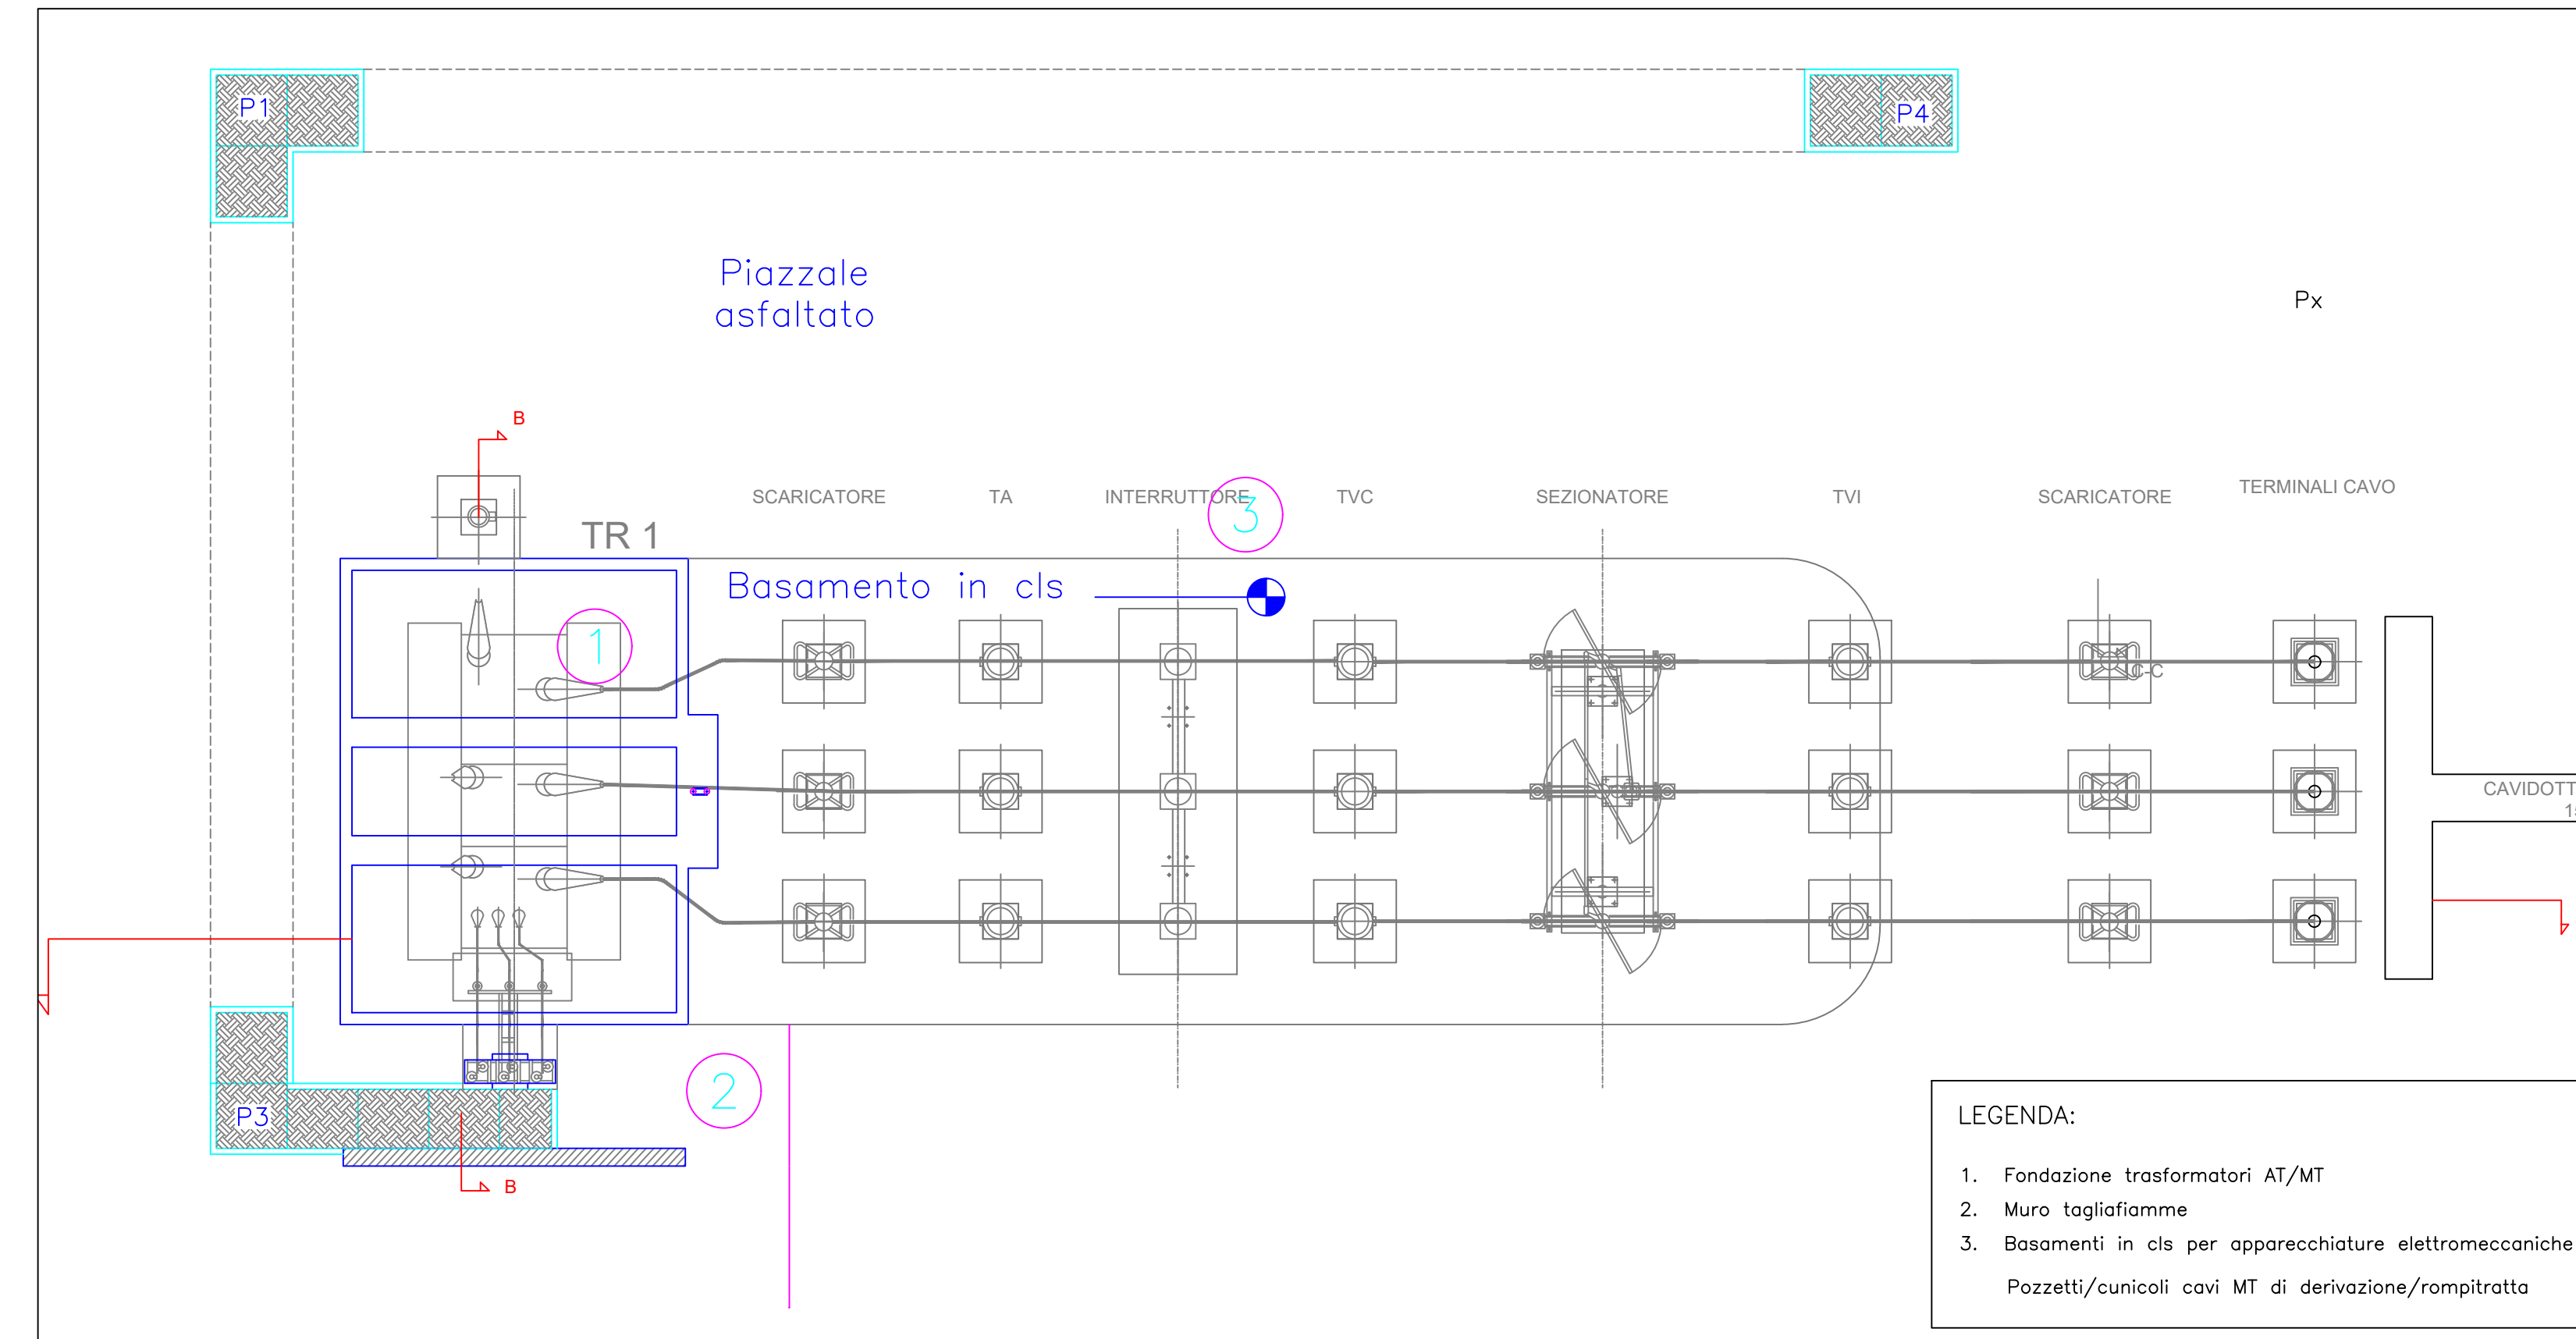 P1
P4
Piazzale
asfaltato
Px
B
SCARICATORE
TA
INTERRUTTORE
TVC
SEZIONATORE
TVI
SCARICATORE
TERMINALI CAVO
3
TR 1
Basamento in cls
1
C-C
CAVIDOTT
2
P3
B
LEGENDA:
1. Fondazione trasformatori AT/MT
2. Muro tagliafiamme
3. Basamenti in cls per apparecchiature elettromeccaniche
Pozzetti/cunicoli cavi MT di derivazione/rompitratta